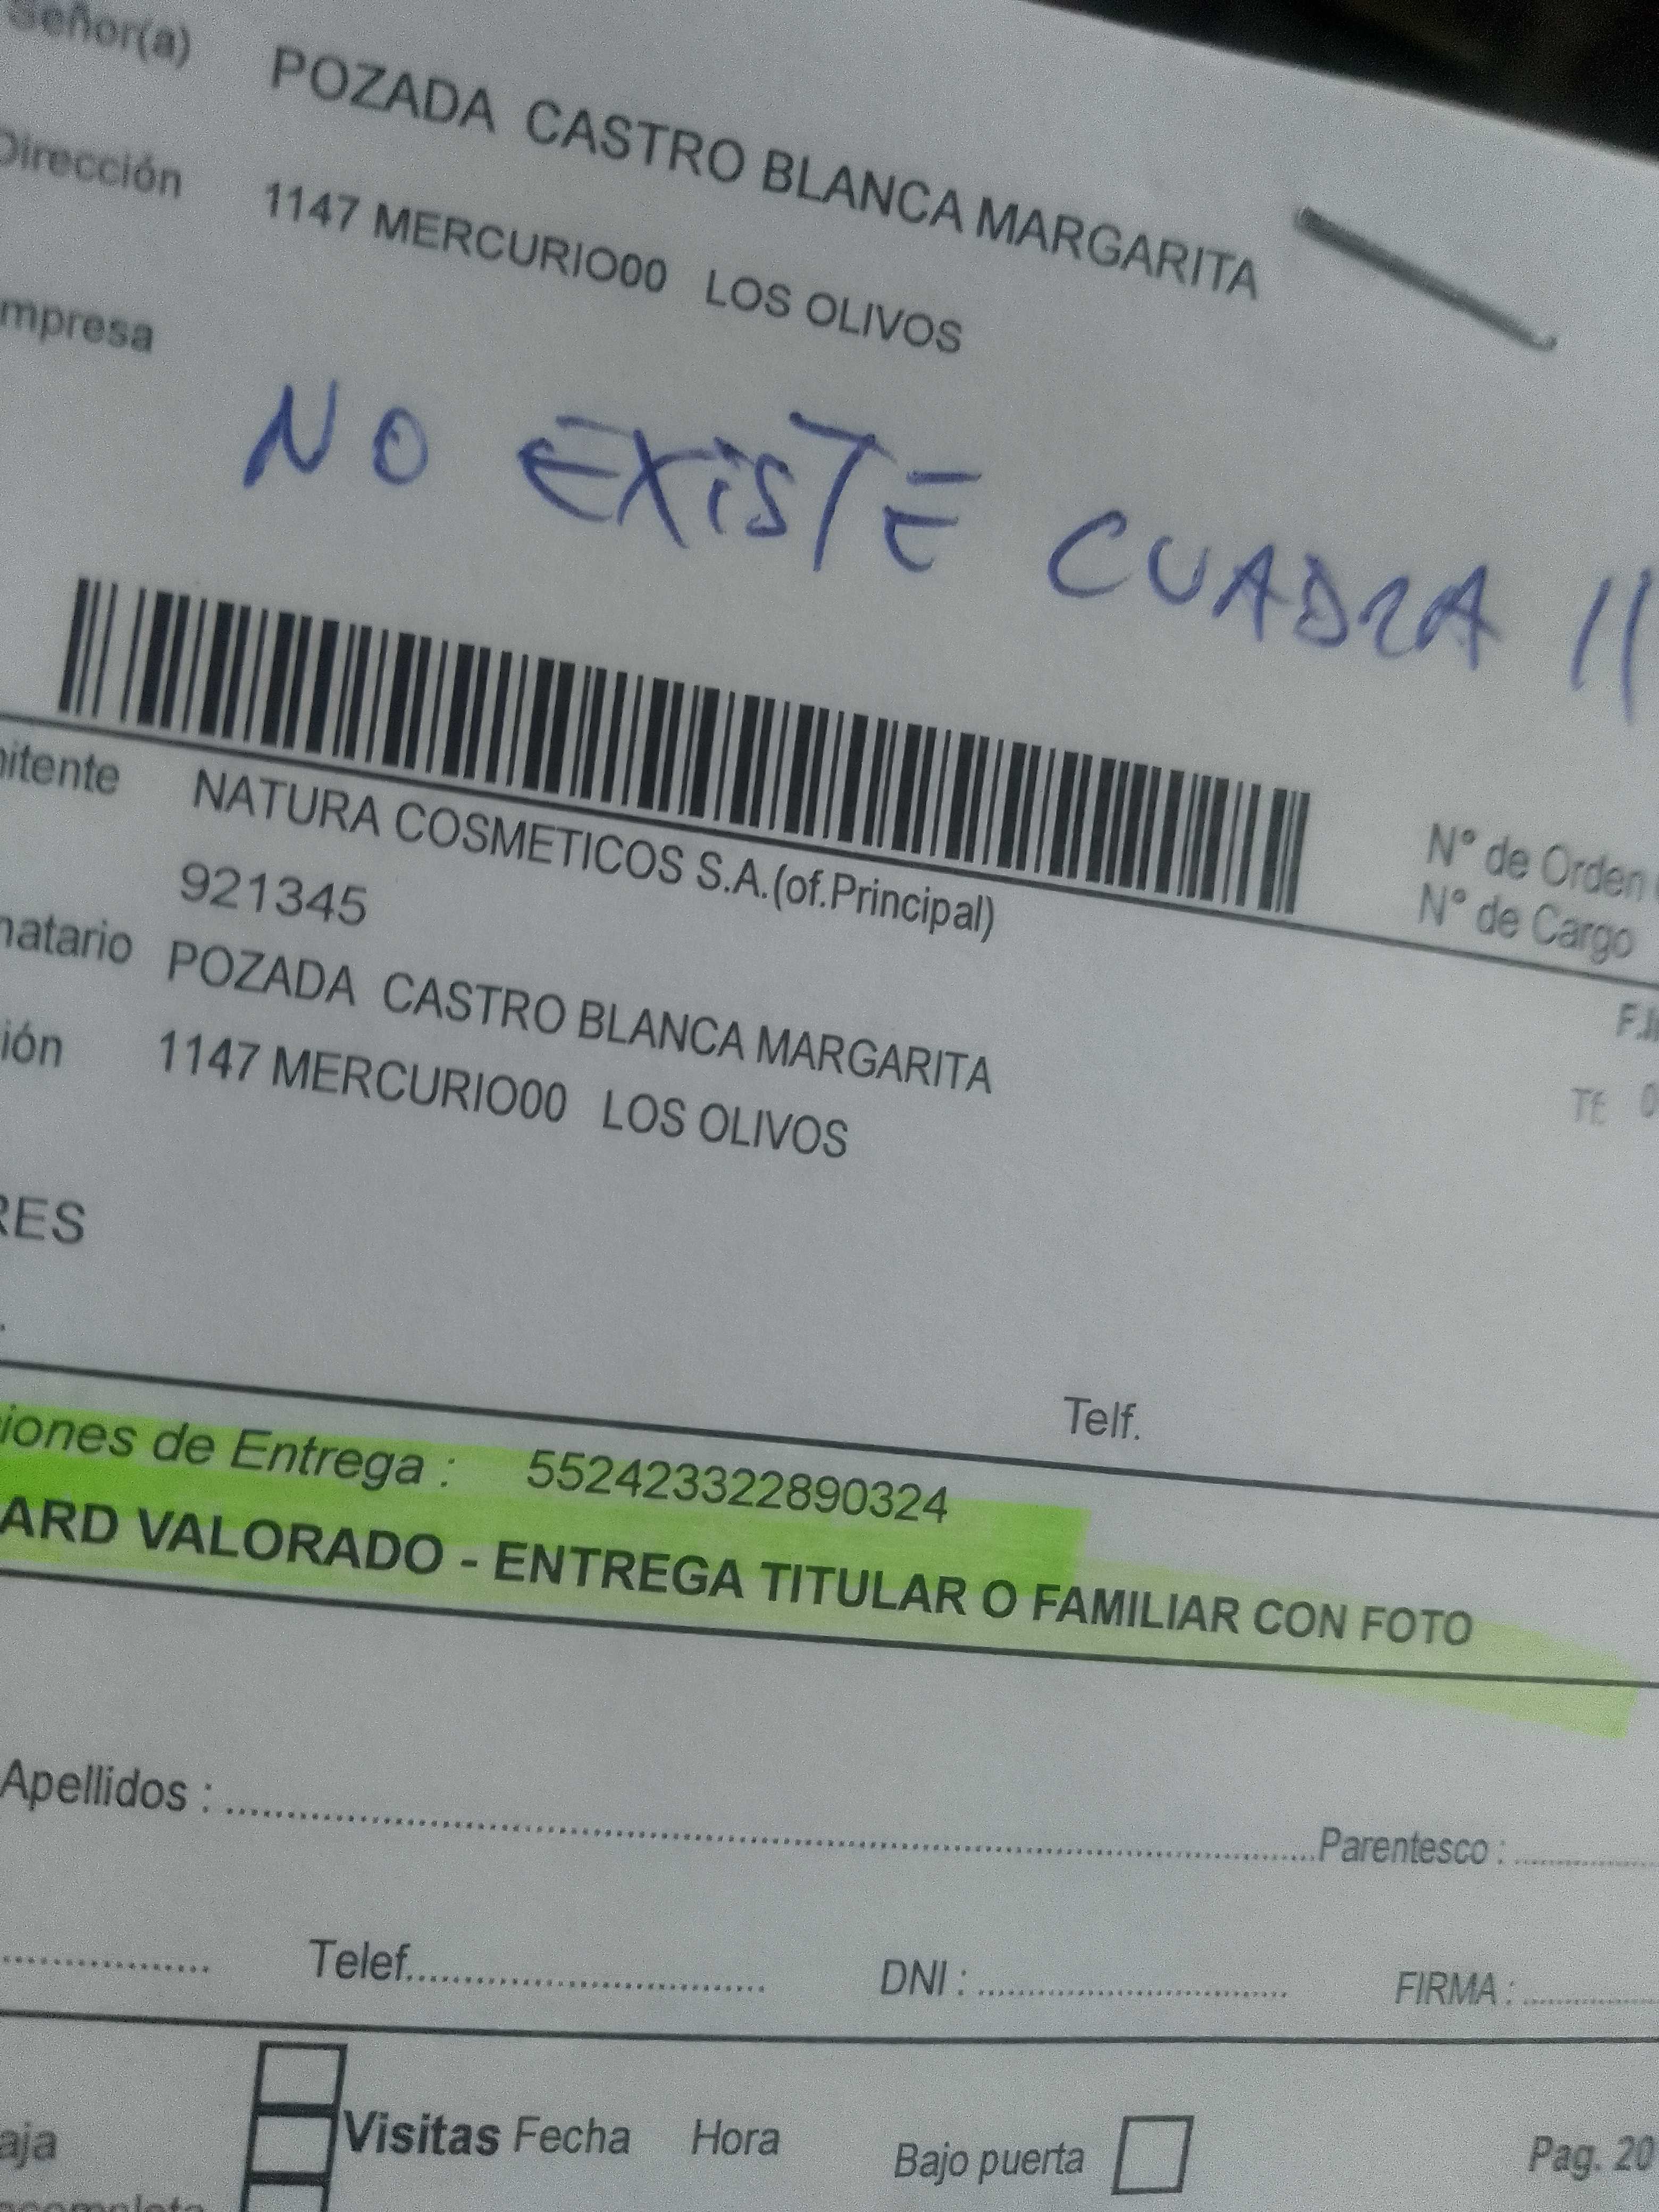 Señor(a) POZADA CASTRO BLANCA MARGARITA
Dirección 1147 MERCURIO00 LOS OLIVOS
mpresa
NO EXISTE CUADRA 11
mitente NATURA COSMETICOS S.A.(of.Principal)
921345
N° de Orden
N° de Cargo
natario POZADA CASTRO BLANCA MARGARITA
ión 1147 MERCURIO00 LOS OLIVOS
TE 0
RES
Telf.
iones de Entrega : 552423322890324
ARD VALORADO - ENTREGA TITULAR O FAMILIAR CON FOTO
Apellidos : Parentesco :
Telef. DNI : FIRMA :
Visitas Fecha Hora Bajo puerta Pag. 20
aja